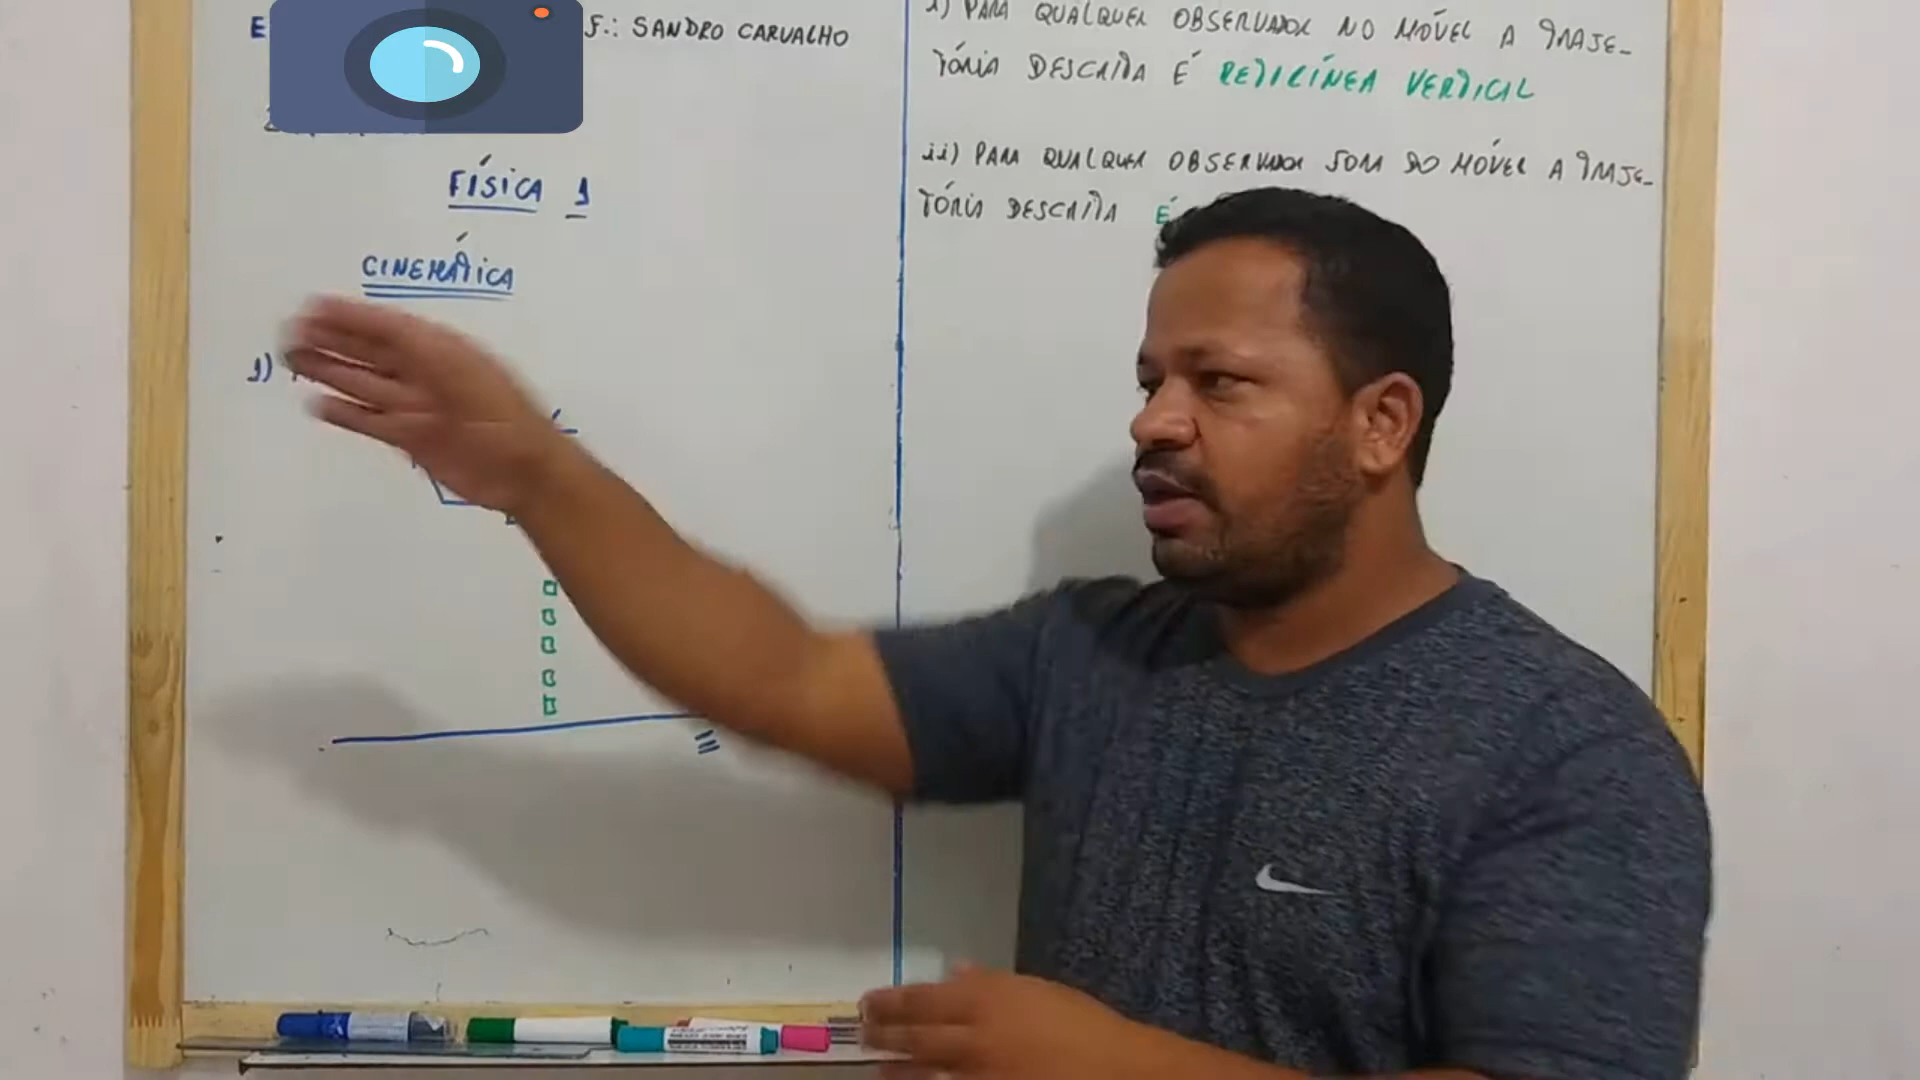 E
F.: SANDRO CARVALHO
FÍSICA 1
CINEMÁTICA
1)
i) PARA QUALQUER OBSERVADOR NO MÓVEL A TRAJE-
TÓRIA DESCRITA É RETILÍNEA VERTICAL
ii) PARA QUALQUER OBSERVADOR FORA DO MÓVEL A TRAJE-
TÓRIA DESCRITA É